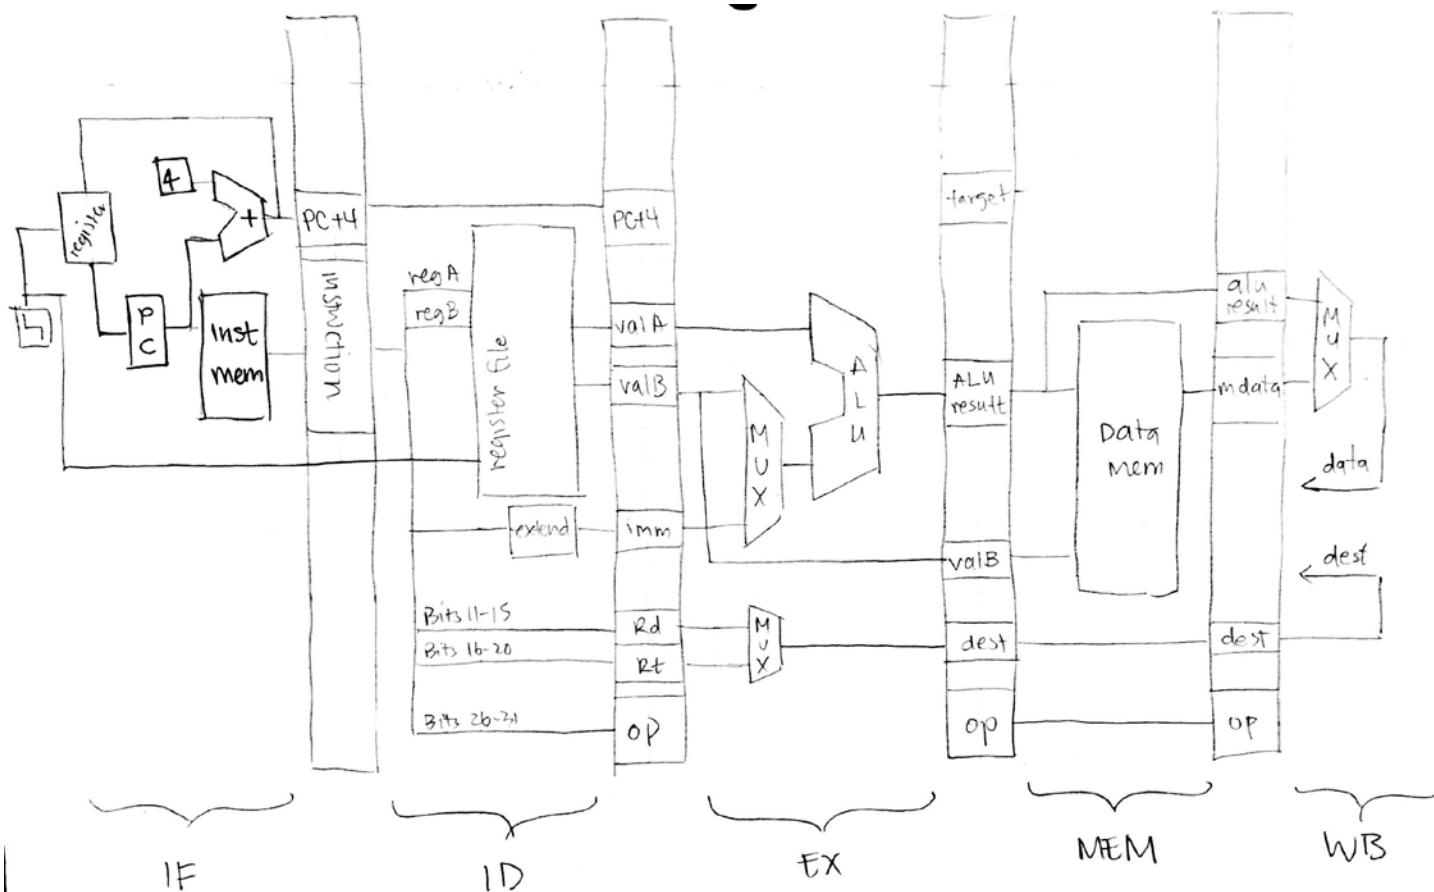 4
register
+
PC+4
P
C
Inst
mem
instruction
regA
regB
register file
extend
Bits 11-15
Bits 16-20
Bits 26-31
PC+4
valA
valB
imm
Rd
Rt
op
M
U
X
A
L
U
M
U
X
target
ALU
result
valB
dest
op
Data
mem
alu
result
mdata
dest
op
M
U
X
data
dest
IF
ID
EX
MEM
WB